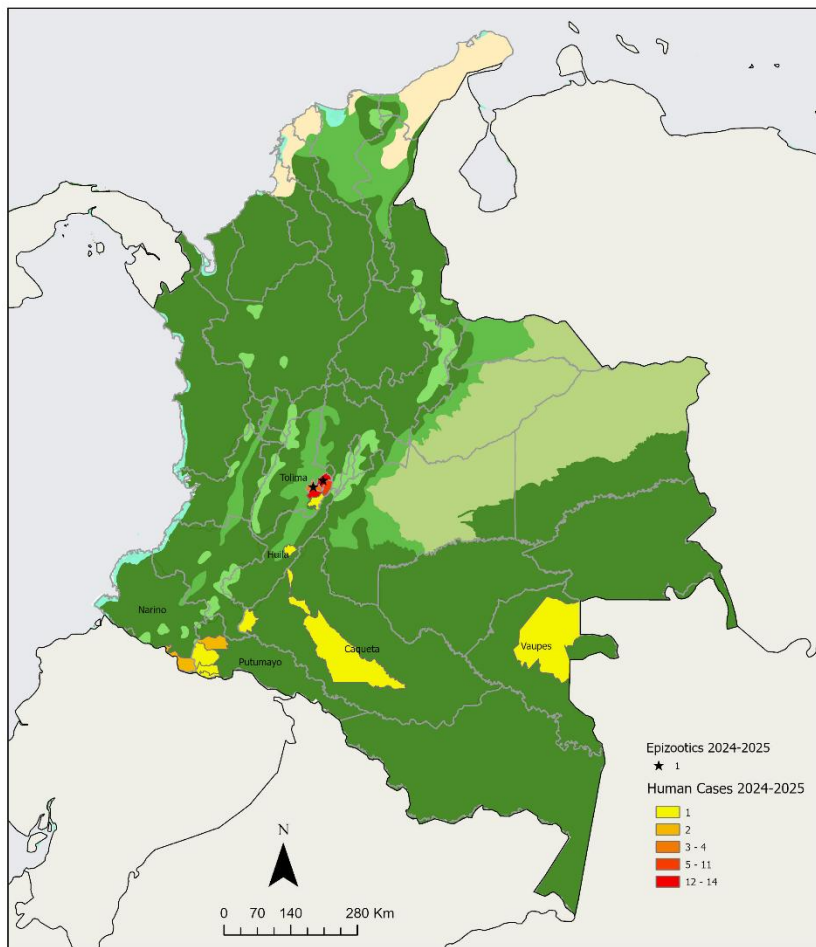 Tolima
Huila
Narino
Caqueta
Vaupes
Putumayo
Epizootics 2024-2025
1
Human Cases 2024-2025
1
2
3 - 4
5 - 11
12 - 14
N
0 70 140 280 Km